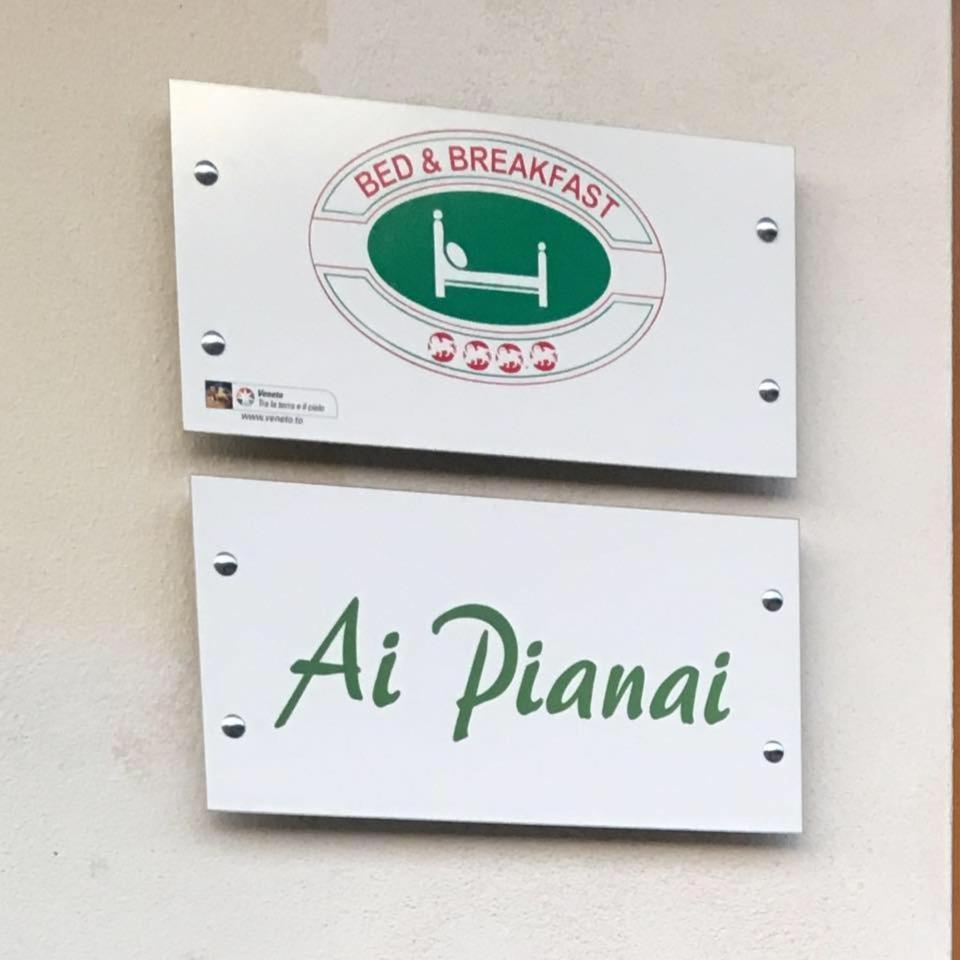 BED & BREAKFAST
Veneto
Tra la terra e il cielo
www.veneto.to
Ai Pianai